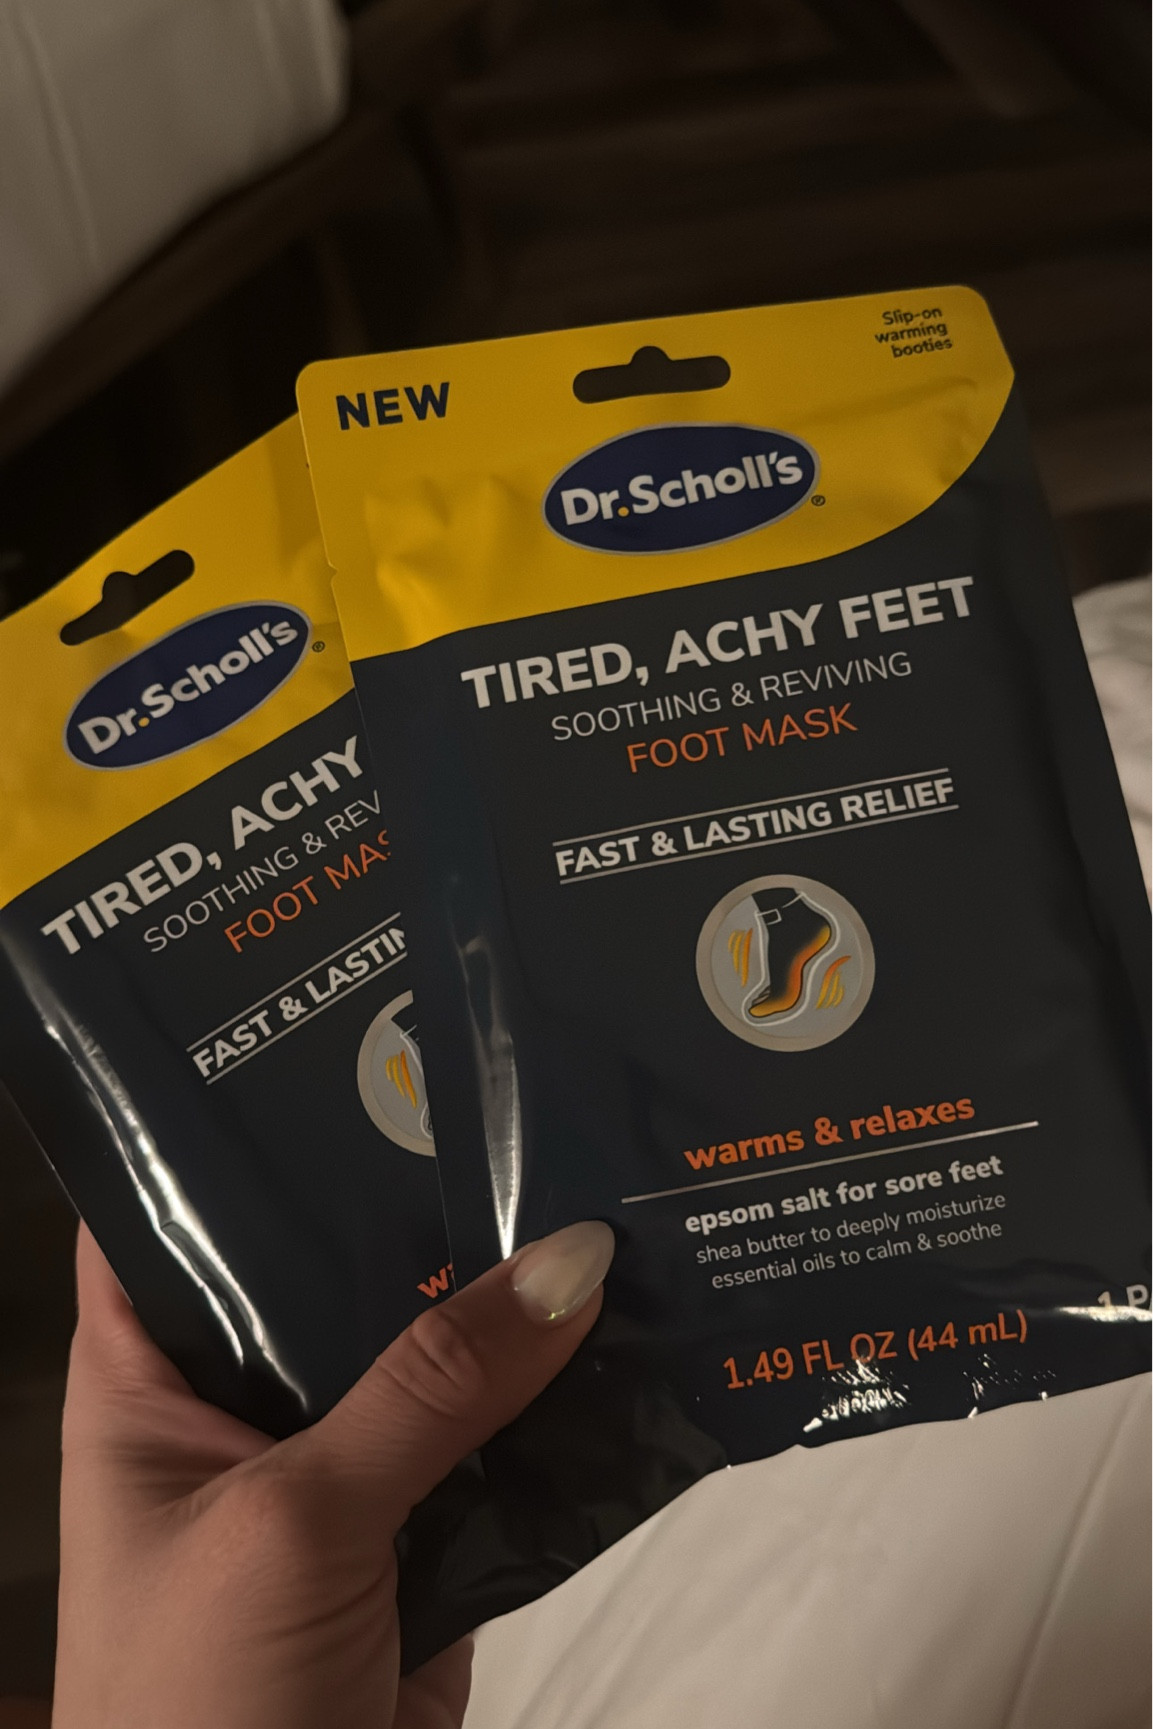 NEW
Slip-on
warming
booties
Dr.Scholl's®
TIRED, ACHY FEET
SOOTHING & REVIVING
FOOT MASK
FAST & LASTING RELIEF
warms & relaxes
epsom salt for sore feet
shea butter to deeply moisturize
essential oils to calm & soothe
1.49 FL OZ (44 mL)
1 P
Dr.Scholl's®
TIRED, ACHY
SOOTHING & REV
FOOT MAS
FAST & LASTIN
w